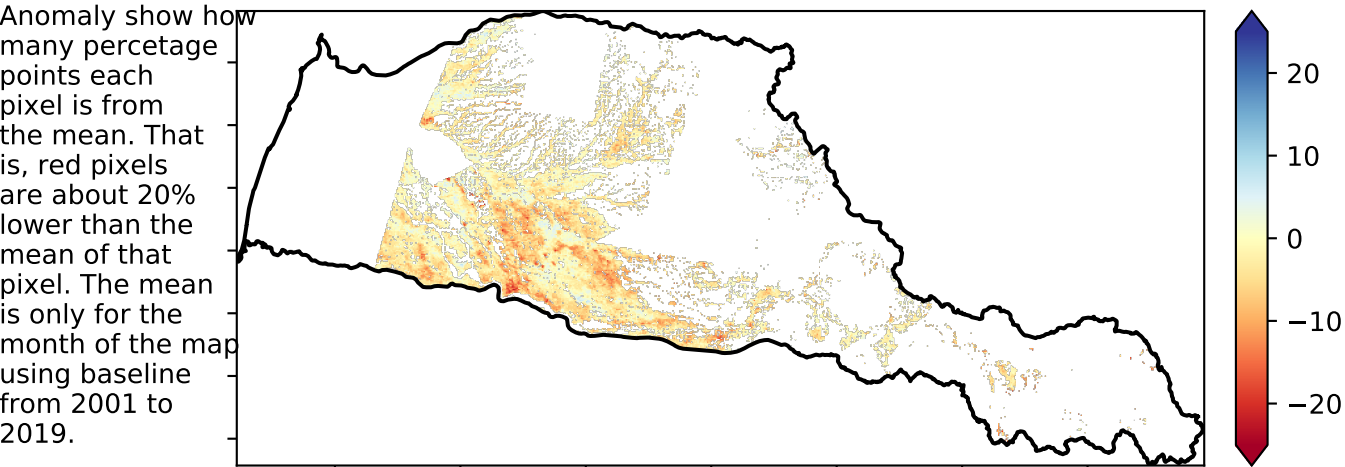 Anomaly show how
many percetage
points each
pixel is from
the mean. That
is, red pixels
are about 20%
lower than the
mean of that
pixel. The mean
is only for the
month of the map
using baseline
from 2001 to
2019.
20
10
0
−10
−20